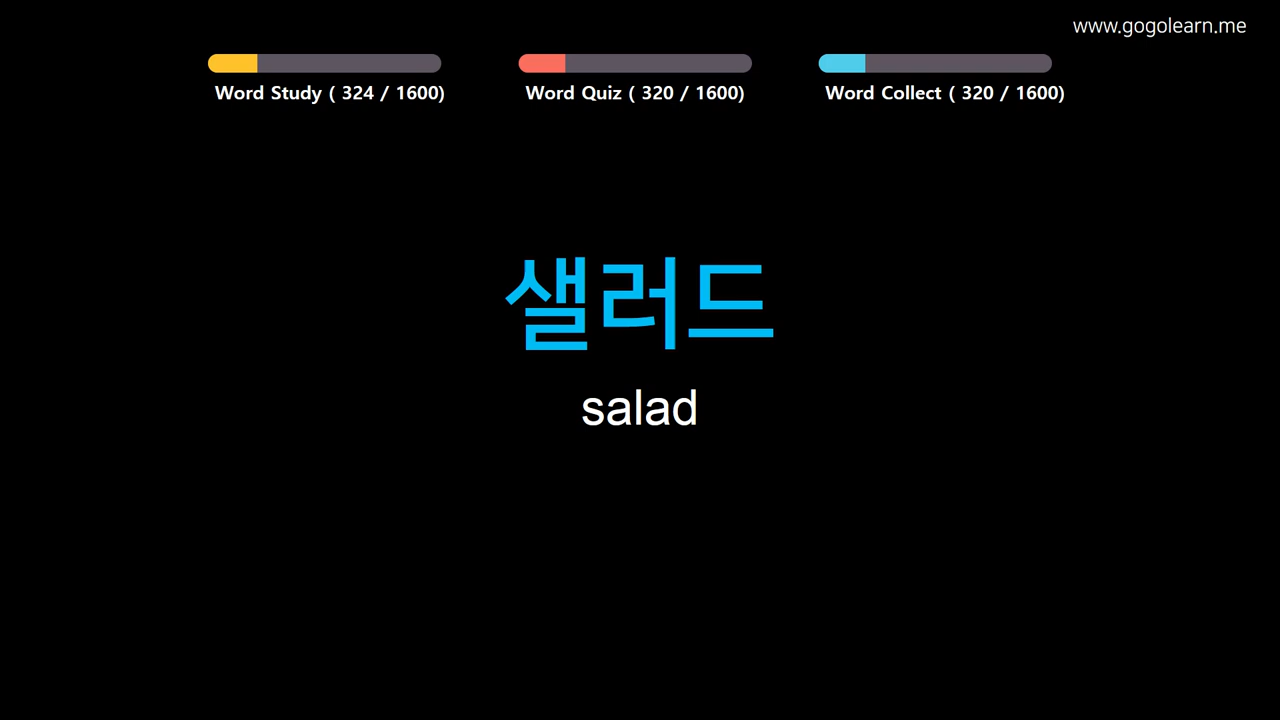 www.gogolearn.me
Word Study ( 324 / 1600)
Word Quiz ( 320 / 1600)
Word Collect ( 320 / 1600)
샐러드
salad